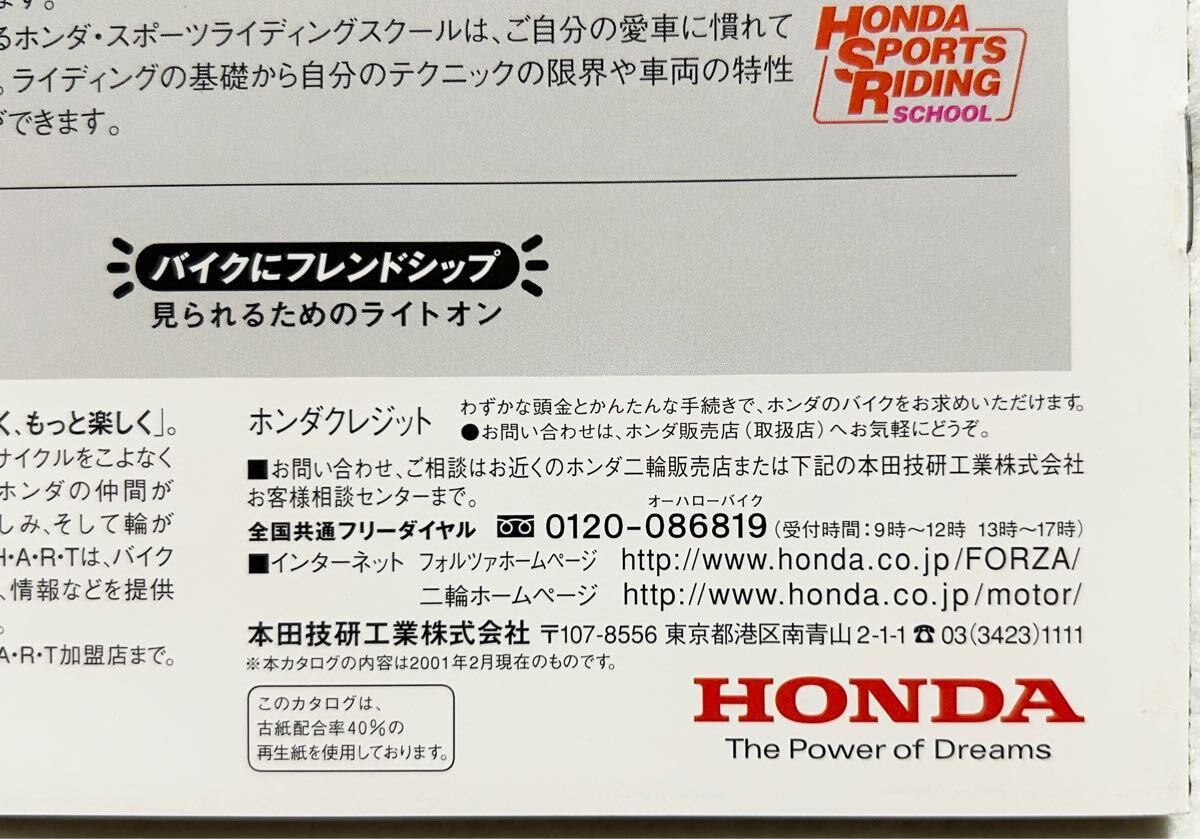 ます。
るホンダ・スポーツライディングスクールは、ご自分の愛車に慣れて
。ライディングの基礎から自分のテクニックの限界や車両の特性
ができます。
HONDA
SPORTS
RIDING
SCHOOL
バイクにフレンドシップ
見られるためのライトオン
く、もっと楽しく」。
サイクルをこよなく
ホンダの仲間が
しみ、そして輪が
H・A・R・Tは、バイク
、情報などを提供
。
A・R・T加盟店まで。
ホンダクレジット
わずかな頭金とかんたんな手続きで、ホンダのバイクをお求めいただけます。
●お問い合わせは、ホンダ販売店(取扱店)へお気軽にどうぞ。
■お問い合わせ、ご相談はお近くのホンダ二輪販売店または下記の本田技研工業株式会社
お客様相談センターまで。
オーハローバイク
全国共通フリーダイヤル 0120-086819(受付時間:9時〜12時 13時〜17時)
■インターネット フォルツァホームページ http://www.honda.co.jp/FORZA/
二輪ホームページ http://www.honda.co.jp/motor/
本田技研工業株式会社 〒107-8556 東京都港区南青山2-1-1 ☎03(3423)1111
※本カタログの内容は2001年2月現在のものです。
このカタログは、
古紙配合率40%の
再生紙を使用しております。
HONDA
The Power of Dreams